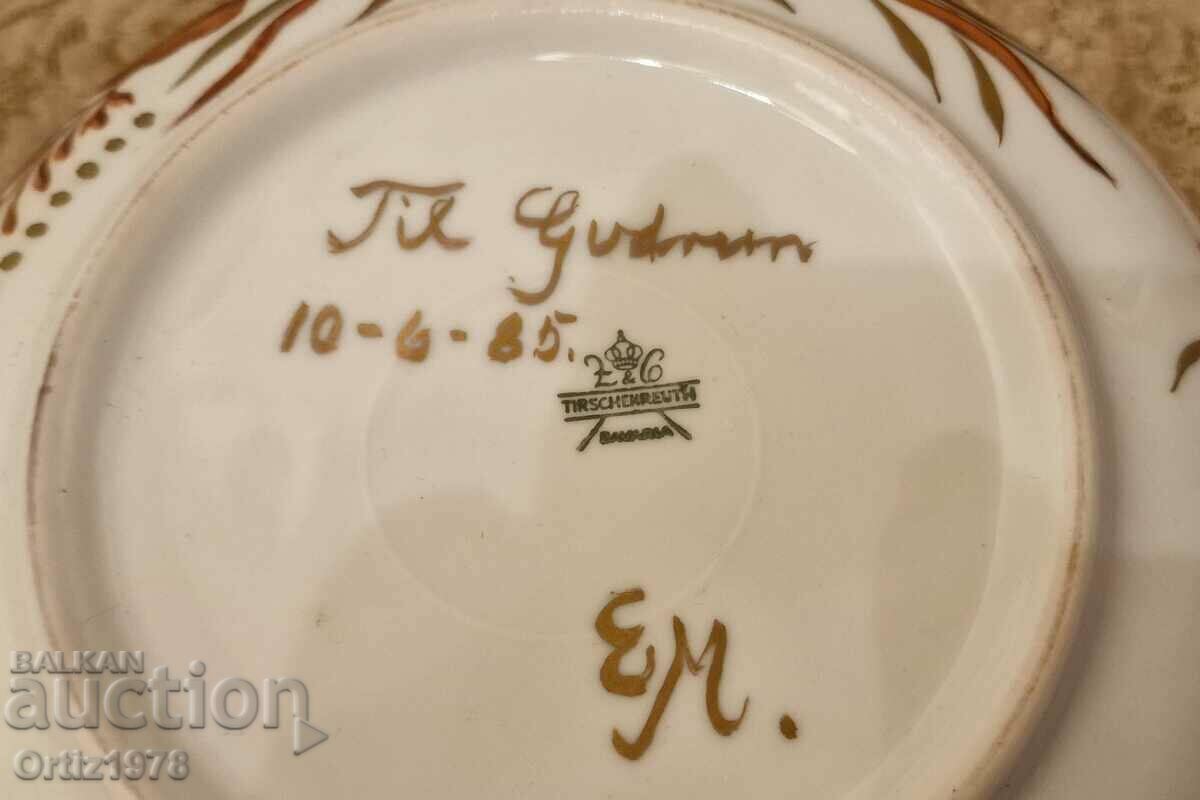 Til Gudrun
10-6-85.
Z & C
TIRSCHENREUTH
BAVARIA
EM.
BALKAN
auction
Ortiz1978